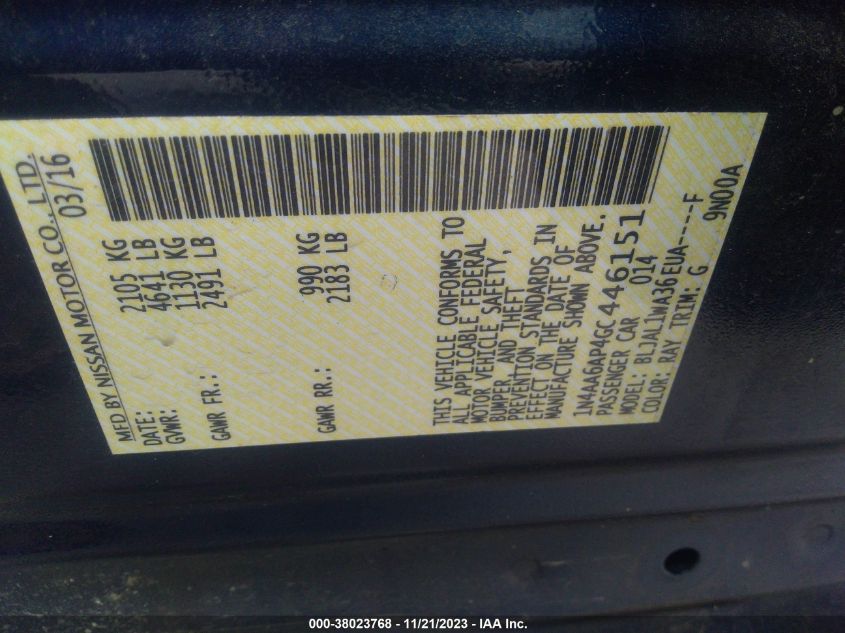 MFD BY NISSAN MOTOR CO., LTD.
DATE: 03/16
GVWR: 2105 KG
4641 LB
GAWR FR.: 1130 KG
2491 LB
GAWR RR.: 990 KG
2183 LB
THIS VEHICLE CONFORMS TO
ALL APPLICABLE FEDERAL
MOTOR VEHICLE SAFETY,
BUMPER, AND THEFT
PREVENTION STANDARDS IN
EFFECT ON THE DATE OF
MANUFACTURE SHOWN ABOVE.
1N4AA6AP4GC446151
PASSENGER CAR 014
MODEL: BLJALLWA36EUA-----F
COLOR: RAY TRIM: G 9N00A
000-38023768 - 11/21/2023 - IAA Inc.